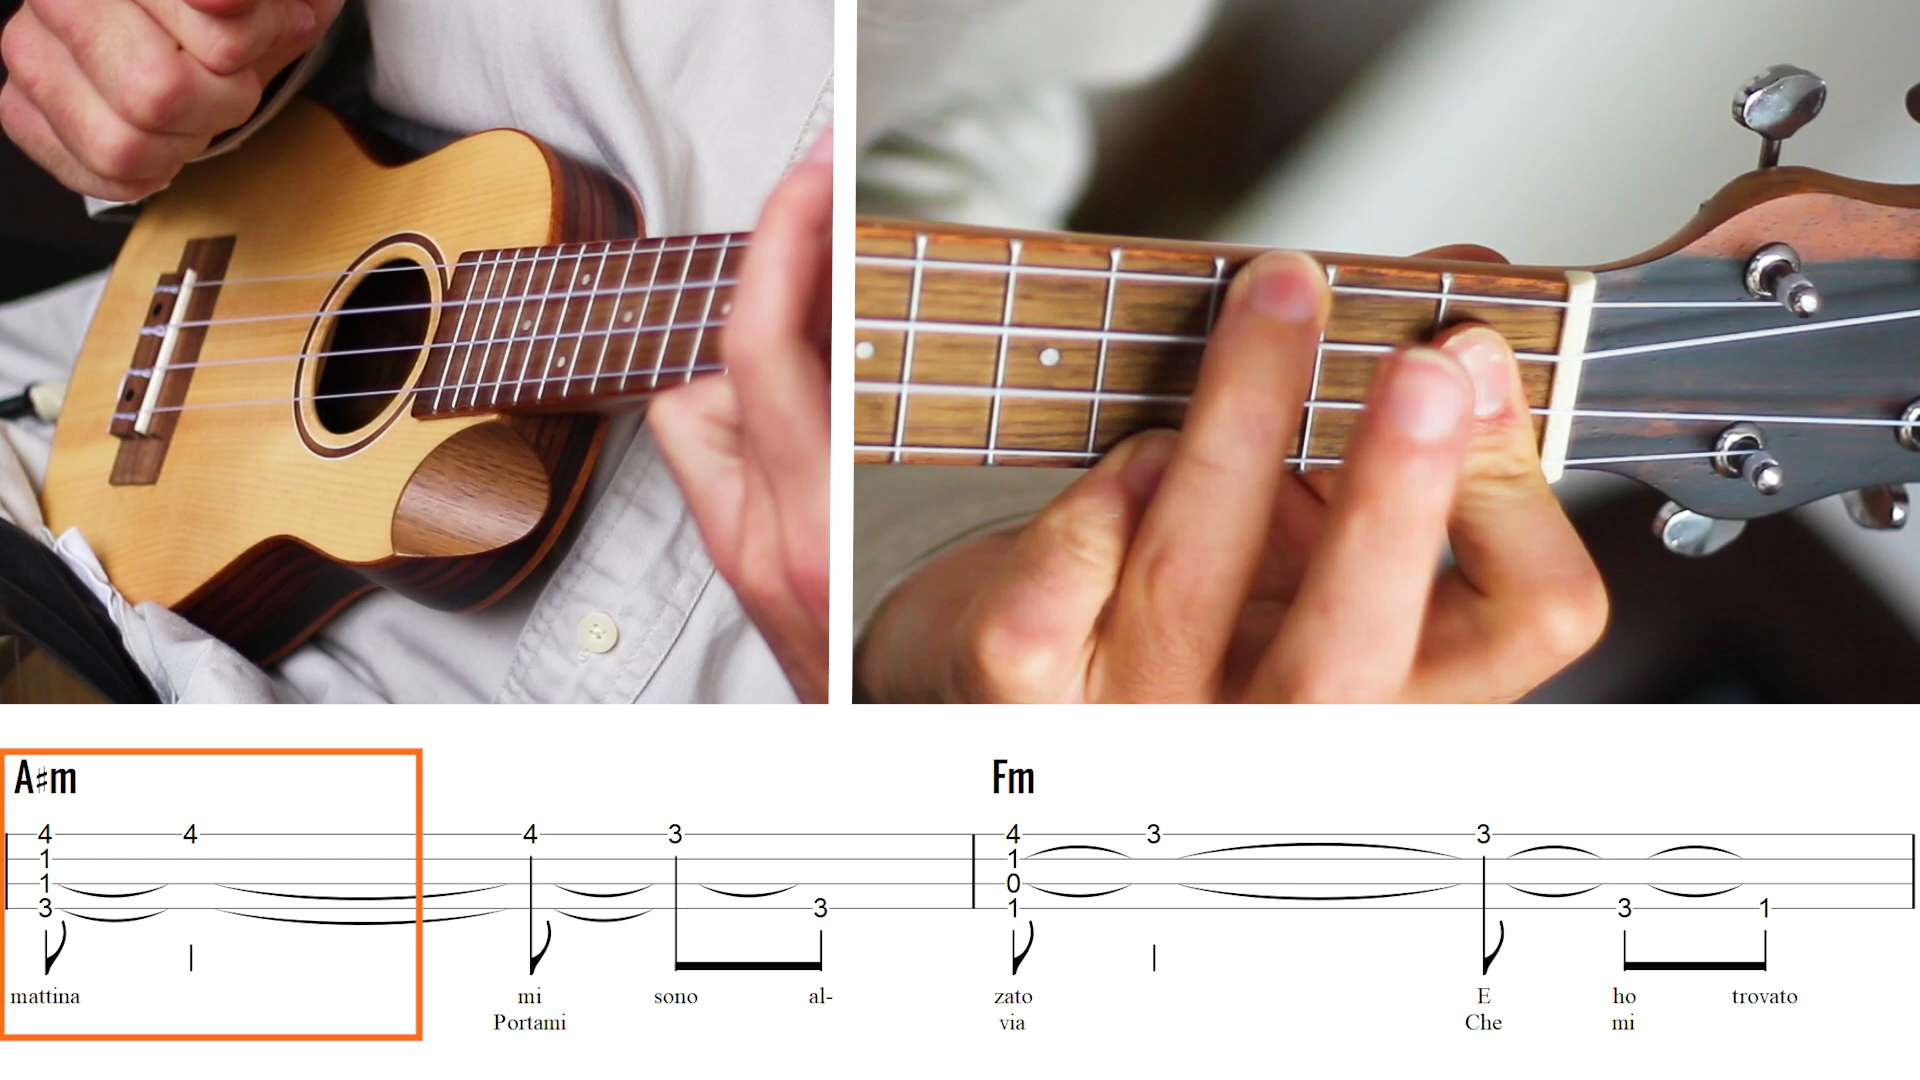 A♯m Fm
4 4 4 3 4 3 3
1 1
1 0
3 3 1 3 1
mattina mi sono al- zato E ho trovato
Portami via Che mi